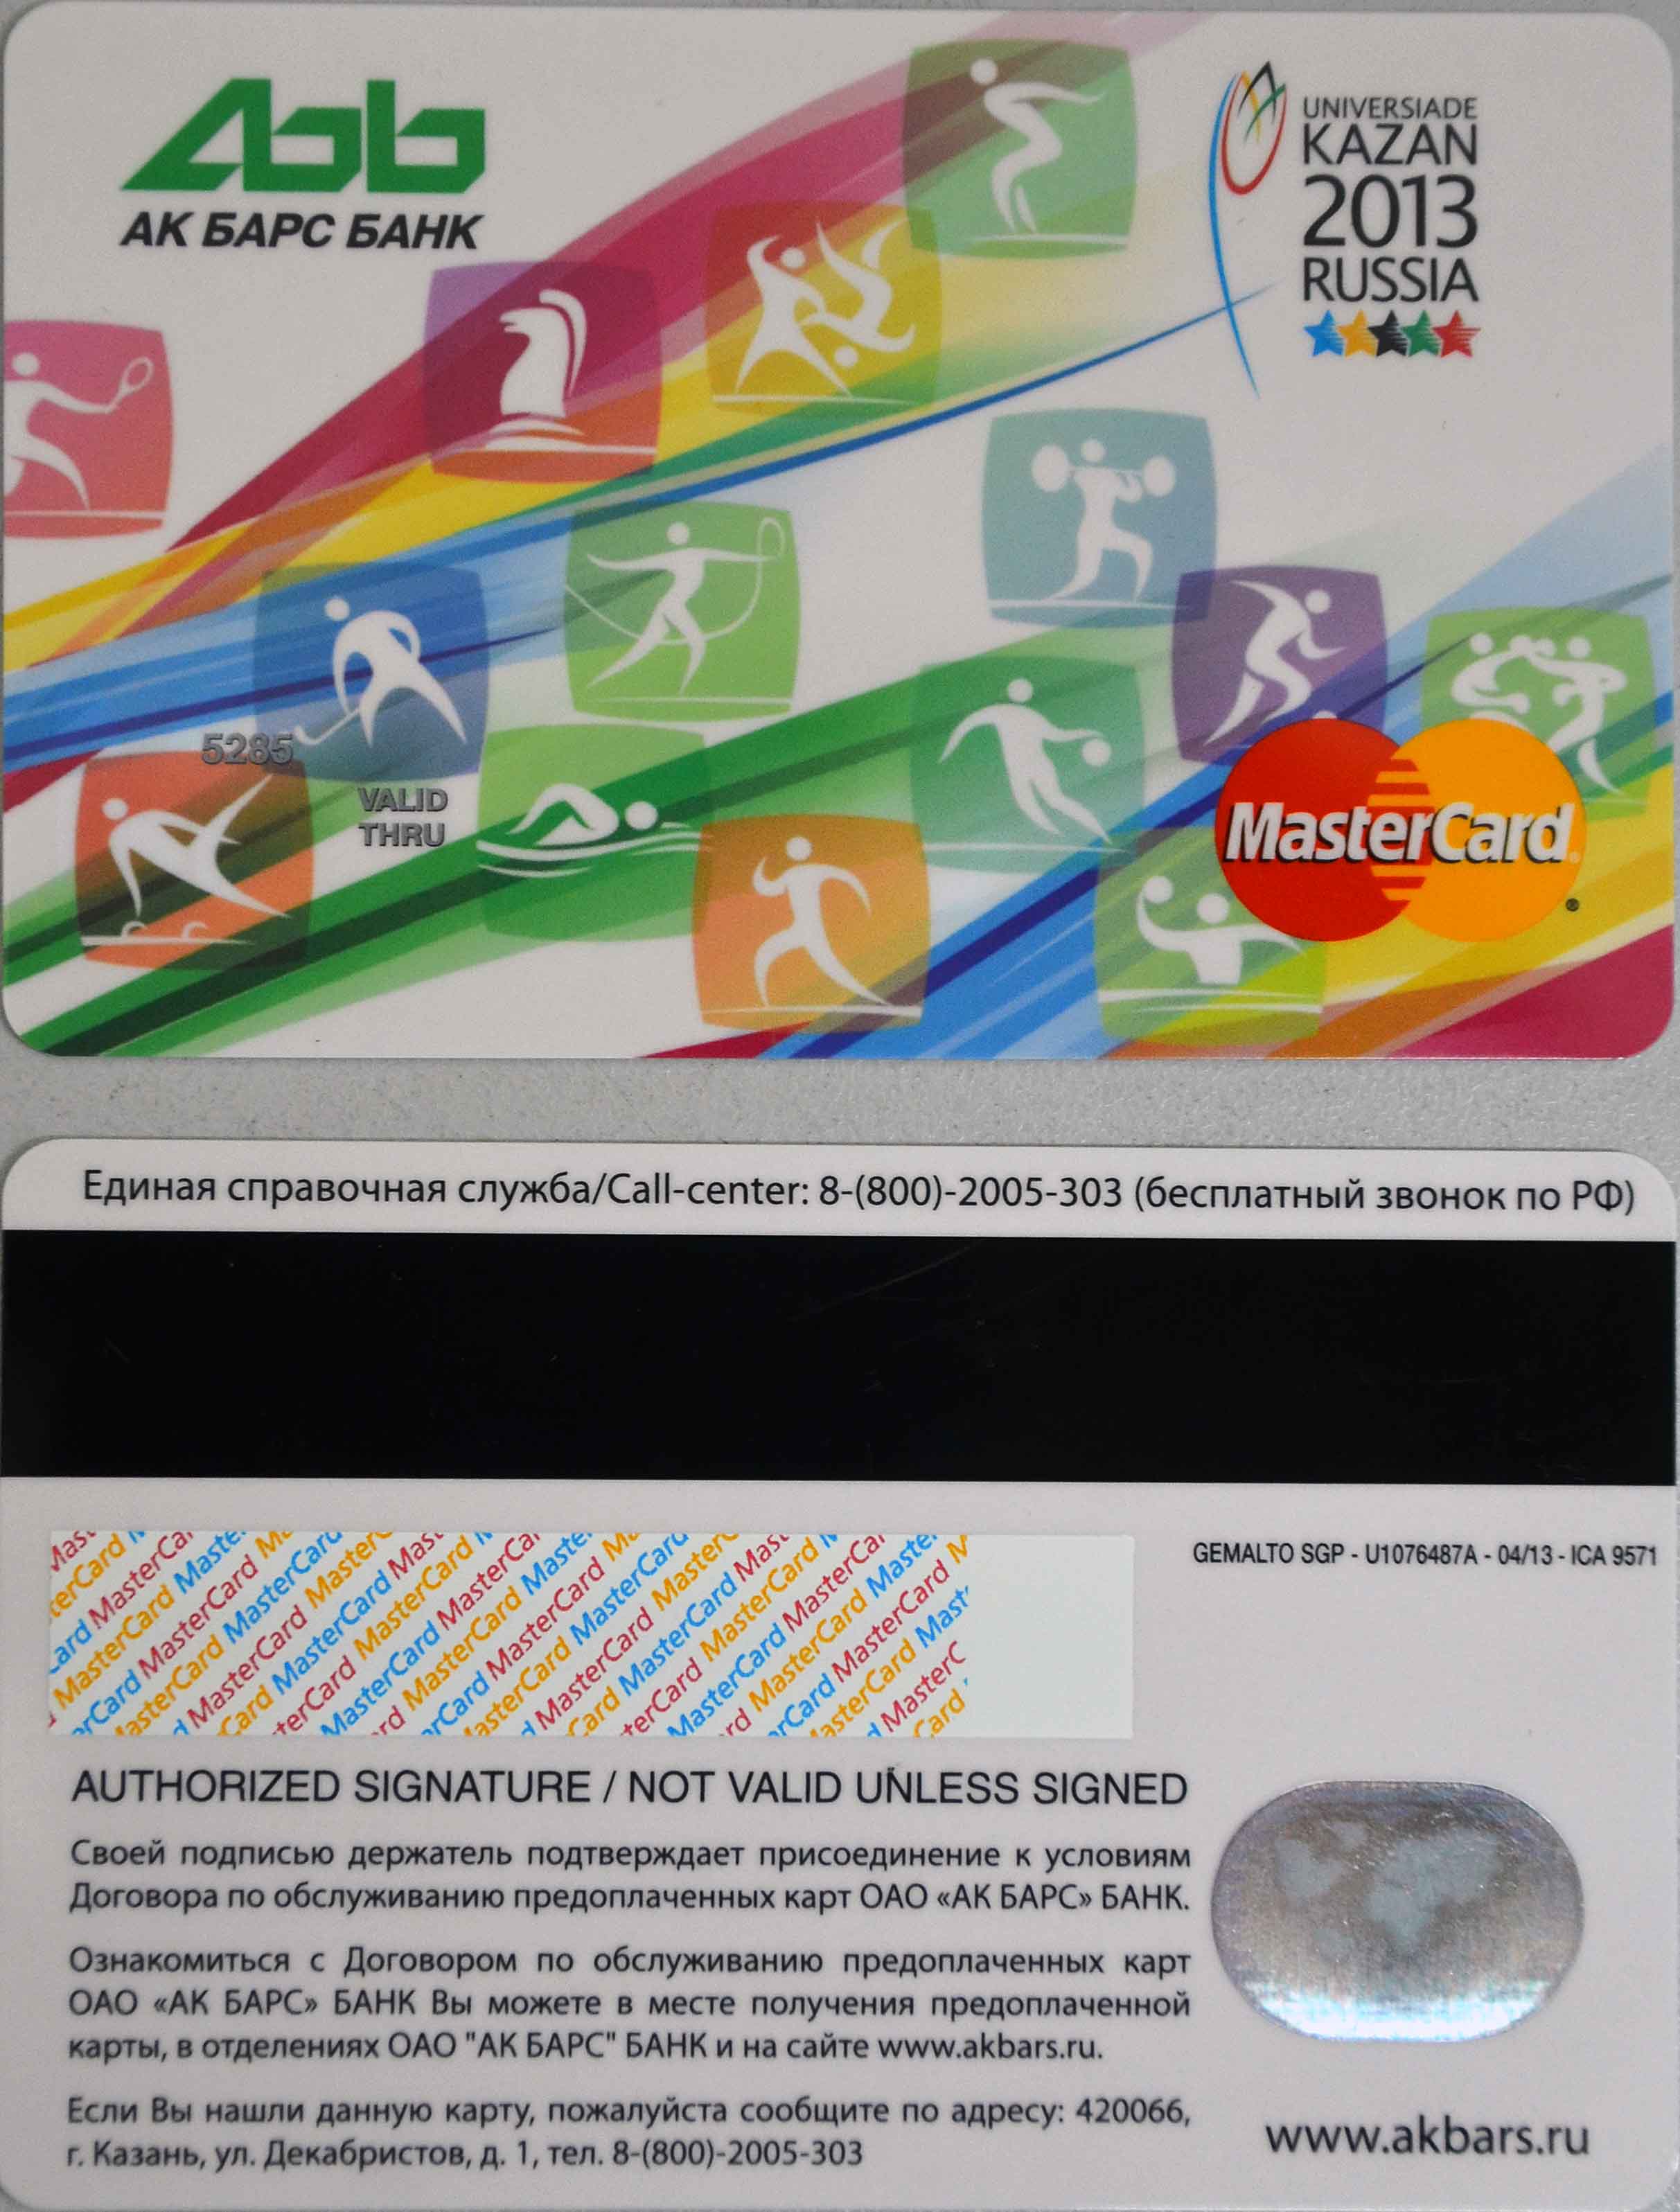 АК БАРС БАНК
UNIVERSIADE
KAZAN
2013
RUSSIA
5285
VALID
THRU
MasterCard
Единая справочная служба/Call-center: 8-(800)-2005-303 (бесплатный звонок по РФ)
GEMALTO SGP - U1076487A - 04/13 - ICA 9571
AUTHORIZED SIGNATURE / NOT VALID UNLESS SIGNED
Своей подписью держатель подтверждает присоединение к условиям
Договора по обслуживанию предоплаченных карт ОАО «АК БАРС» БАНК.
Ознакомиться с Договором по обслуживанию предоплаченных карт
ОАО «АК БАРС» БАНК Вы можете в месте получения предоплаченной
карты, в отделениях ОАО "АК БАРС" БАНК и на сайте www.akbars.ru.
Если Вы нашли данную карту, пожалуйста сообщите по адресу: 420066,
г. Казань, ул. Декабристов, д. 1, тел. 8-(800)-2005-303
www.akbars.ru